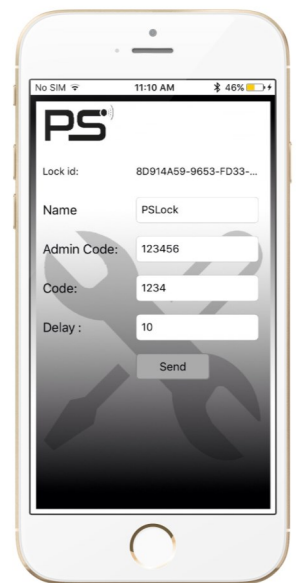 No SIM 11:10 AM 46%
PS
Lock id: 8D914A59-9653-FD33-...
Name PSLock
Admin Code: 123456
Code: 1234
Delay : 10
Send